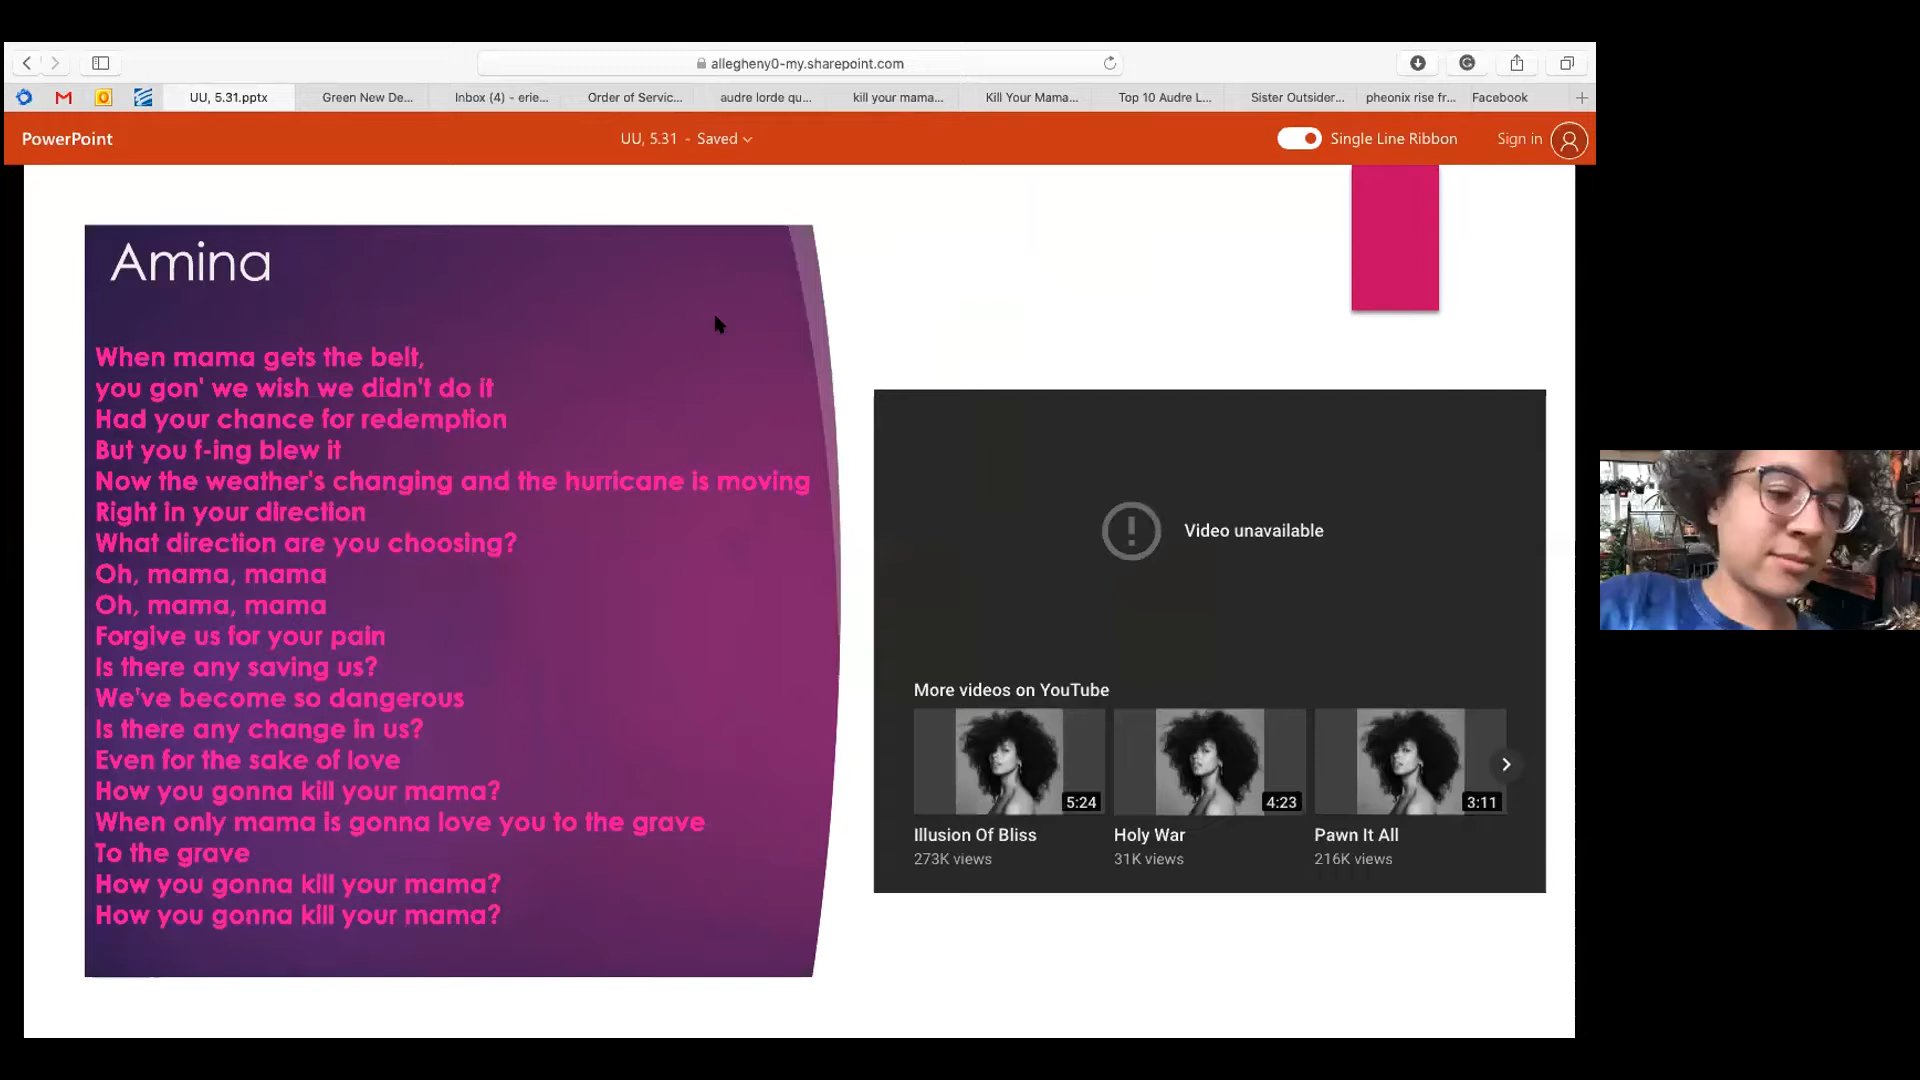 allegheny0-my.sharepoint.com
UU, 5.31.pptx
Green New De...
Inbox (4) - erie...
Order of Servic...
audre lorde qu...
kill your mama...
Kill Your Mama...
Top 10 Audre L...
Sister Outsider...
pheonix rise fr...
Facebook
PowerPoint
UU, 5.31 - Saved
Single Line Ribbon
Sign in
Amina
When mama gets the belt,
you gon' we wish we didn't do it
Had your chance for redemption
But you f-ing blew it
Now the weather's changing and the hurricane is moving
Right in your direction
What direction are you choosing?
Oh, mama, mama
Oh, mama, mama
Forgive us for your pain
Is there any saving us?
We've become so dangerous
Is there any change in us?
Even for the sake of love
How you gonna kill your mama?
When only mama is gonna love you to the grave
To the grave
How you gonna kill your mama?
How you gonna kill your mama?
Video unavailable
More videos on YouTube
5:24
4:23
3:11
Illusion Of Bliss
Holy War
Pawn It All
273K views
31K views
216K views